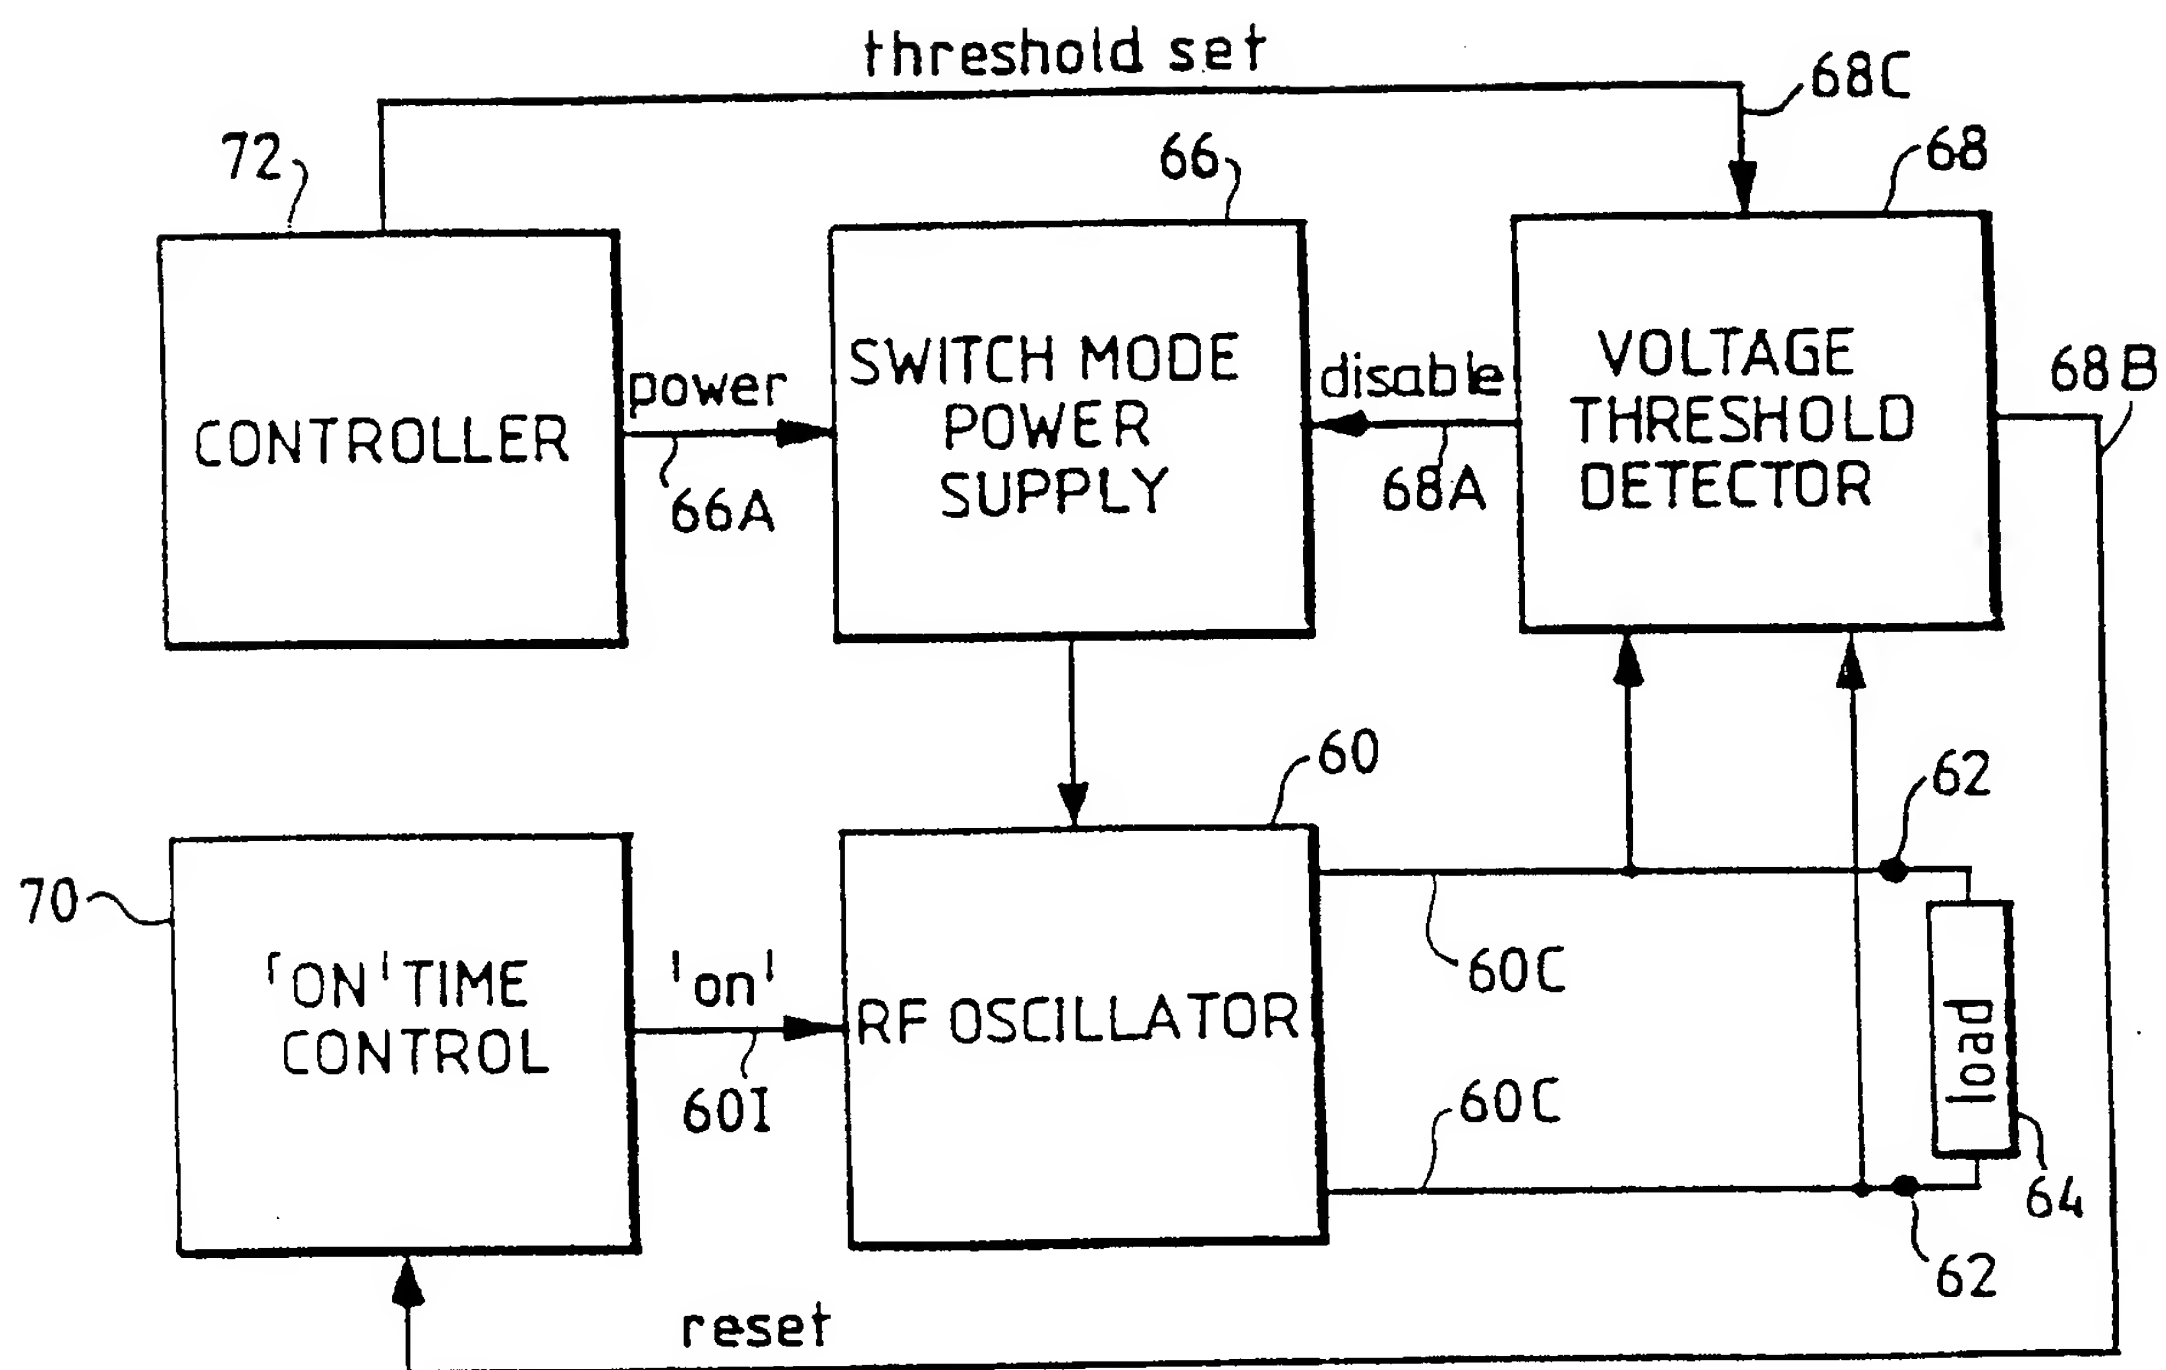 threshold set
68C
72
66
68
CONTROLLER
power
66A
SWITCH MODE
POWER
SUPPLY
disable
68A
VOLTAGE
THRESHOLD
DETECTOR
68B
60
62
70
'ON' TIME
CONTROL
'on'
60I
RF OSCILLATOR
60C
60C
load
64
62
reset